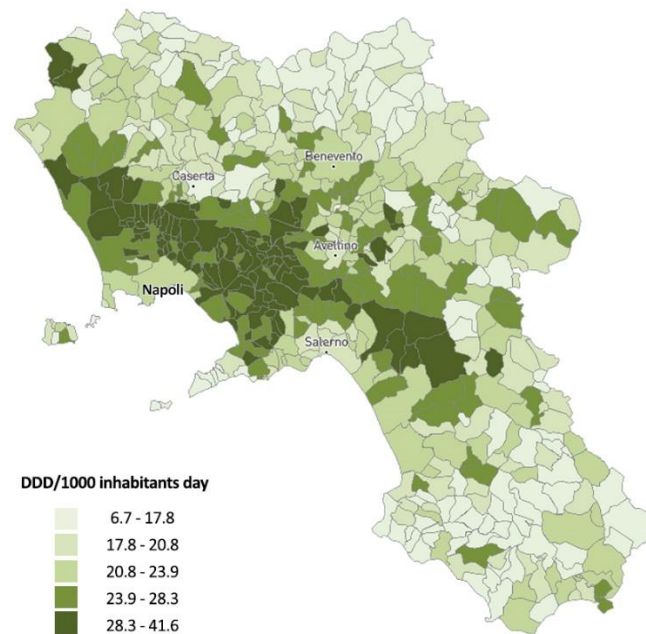 Benevento
Caserta
Avellino
Napoli
Salerno
DDD/1000 inhabitants day
6.7 - 17.8
17.8 - 20.8
20.8 - 23.9
23.9 - 28.3
28.3 - 41.6